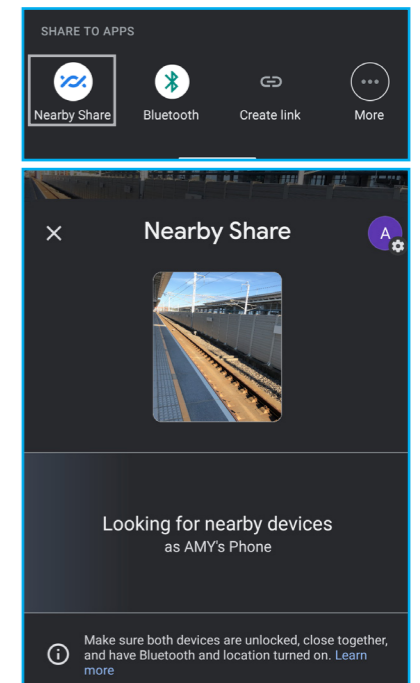 SHARE TO APPS
Nearby Share Bluetooth Create link More
Nearby Share
A
Looking for nearby devices
as AMY's Phone
Make sure both devices are unlocked, close together,
and have Bluetooth and location turned on. Learn
more